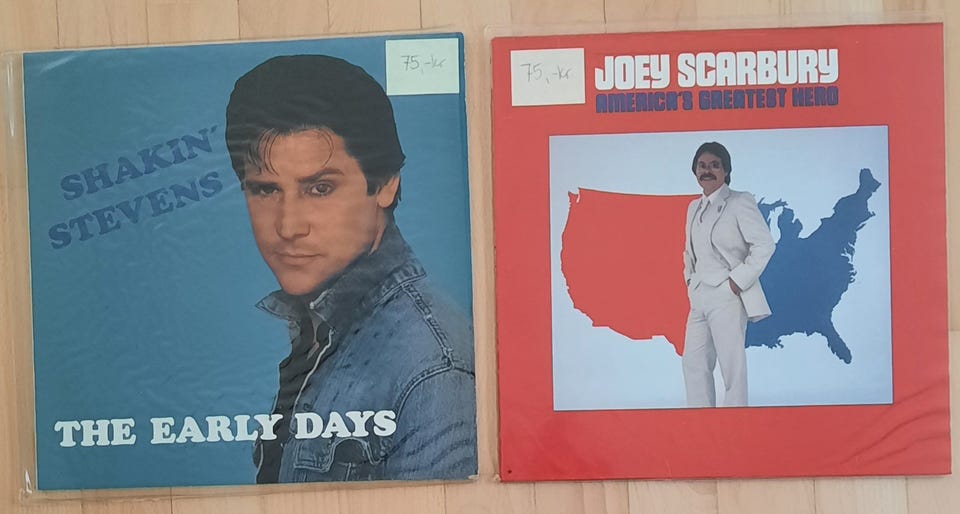 75,-kr
SHAKIN'
STEVENS
THE EARLY DAYS
75,-kr
JOEY SCARBURY
AMERICA'S GREATEST HERO